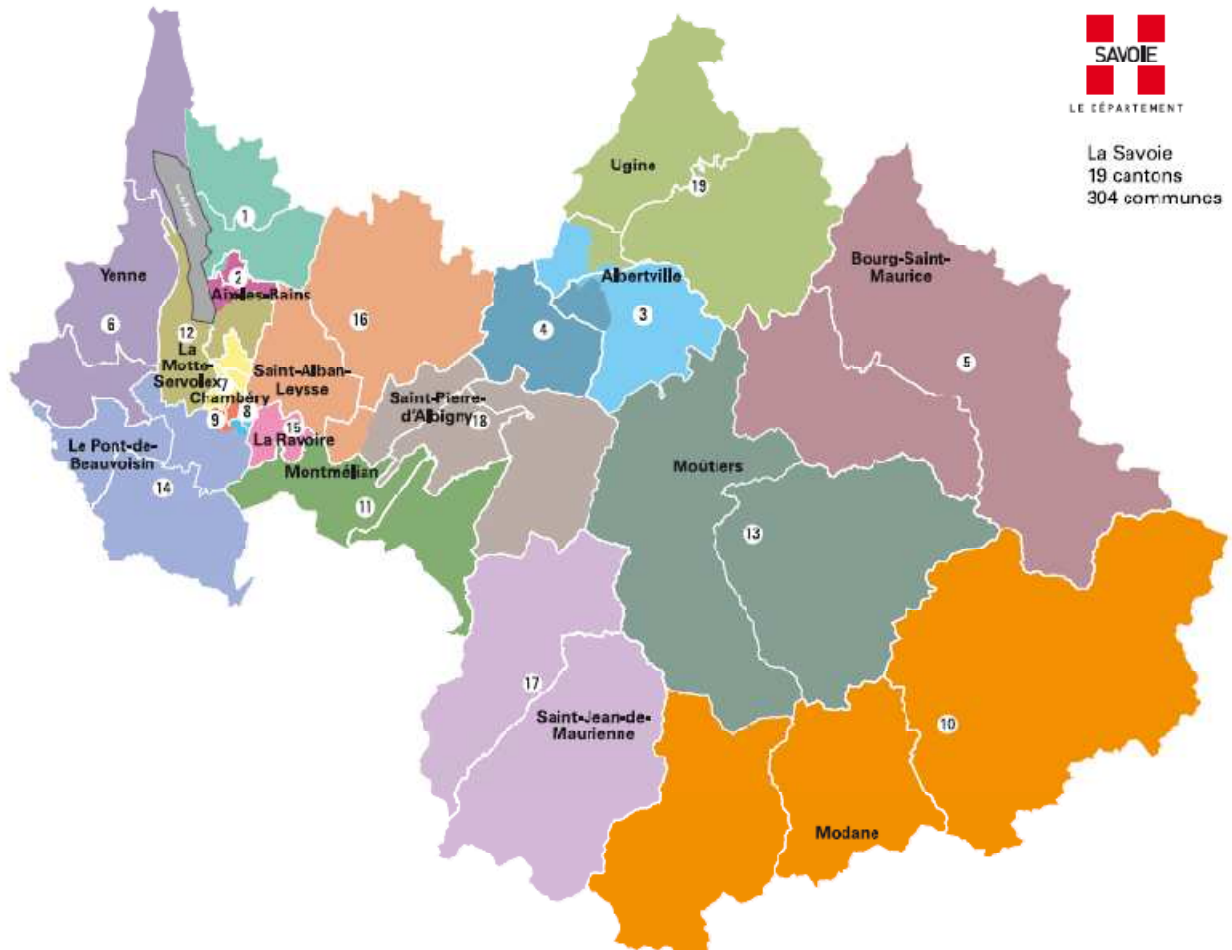 SAVOIE
LE DÉPARTEMENT
La Savoie
19 cantons
304 communes
Ugine
19
1
Bourg-Saint-
Maurice
Yenne
2
Aix-les-Bains
Albertville
6
12
16
4
3
5
La
Motte-
Servolex
7
Saint-Alban-
Leysse
Chambéry
Saint-Pierre-
d'Albigny
9
8
15
18
La Ravoire
Le Pont-de-
Beauvoisin
Montmélian
Moûtiers
14
11
13
17
Saint-Jean-de-
Maurienne
10
Modane